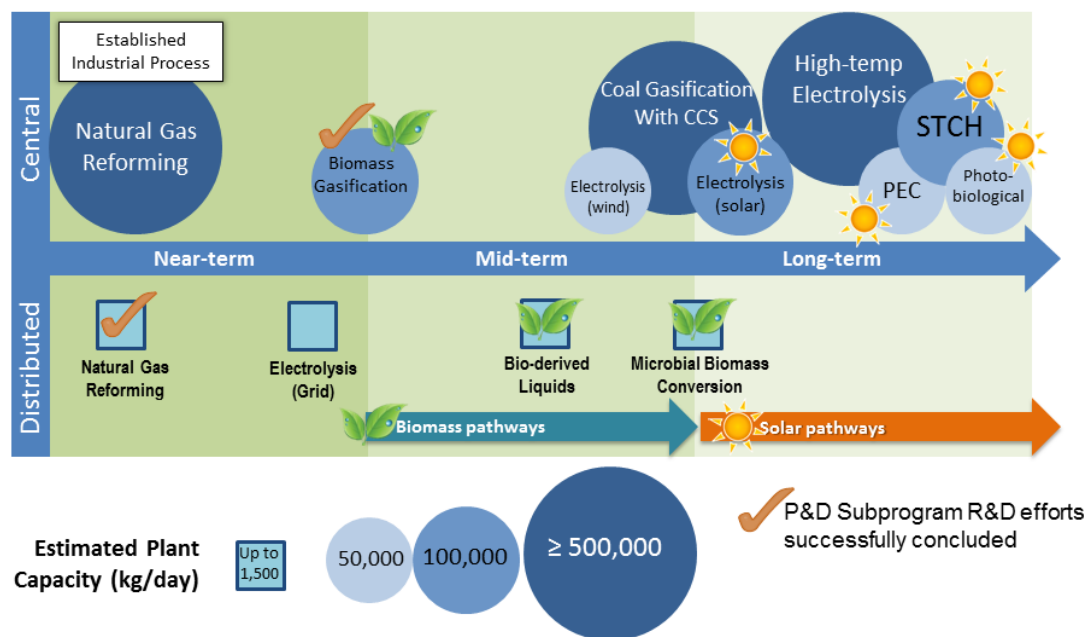 Established
Industrial Process
Central
Natural Gas
Reforming
Biomass
Gasification
Coal Gasification
With CCS
Electrolysis
(wind)
Electrolysis
(solar)
High-temp
Electrolysis
STCH
PEC
Photo-
biological
Near-term
Mid-term
Long-term
Distributed
Natural Gas
Reforming
Electrolysis
(Grid)
Bio-derived
Liquids
Microbial Biomass
Conversion
Biomass pathways
Solar pathways
Estimated Plant
Capacity (kg/day)
Up to
1,500
50,000
100,000
≥ 500,000
P&D Subprogram R&D efforts
successfully concluded